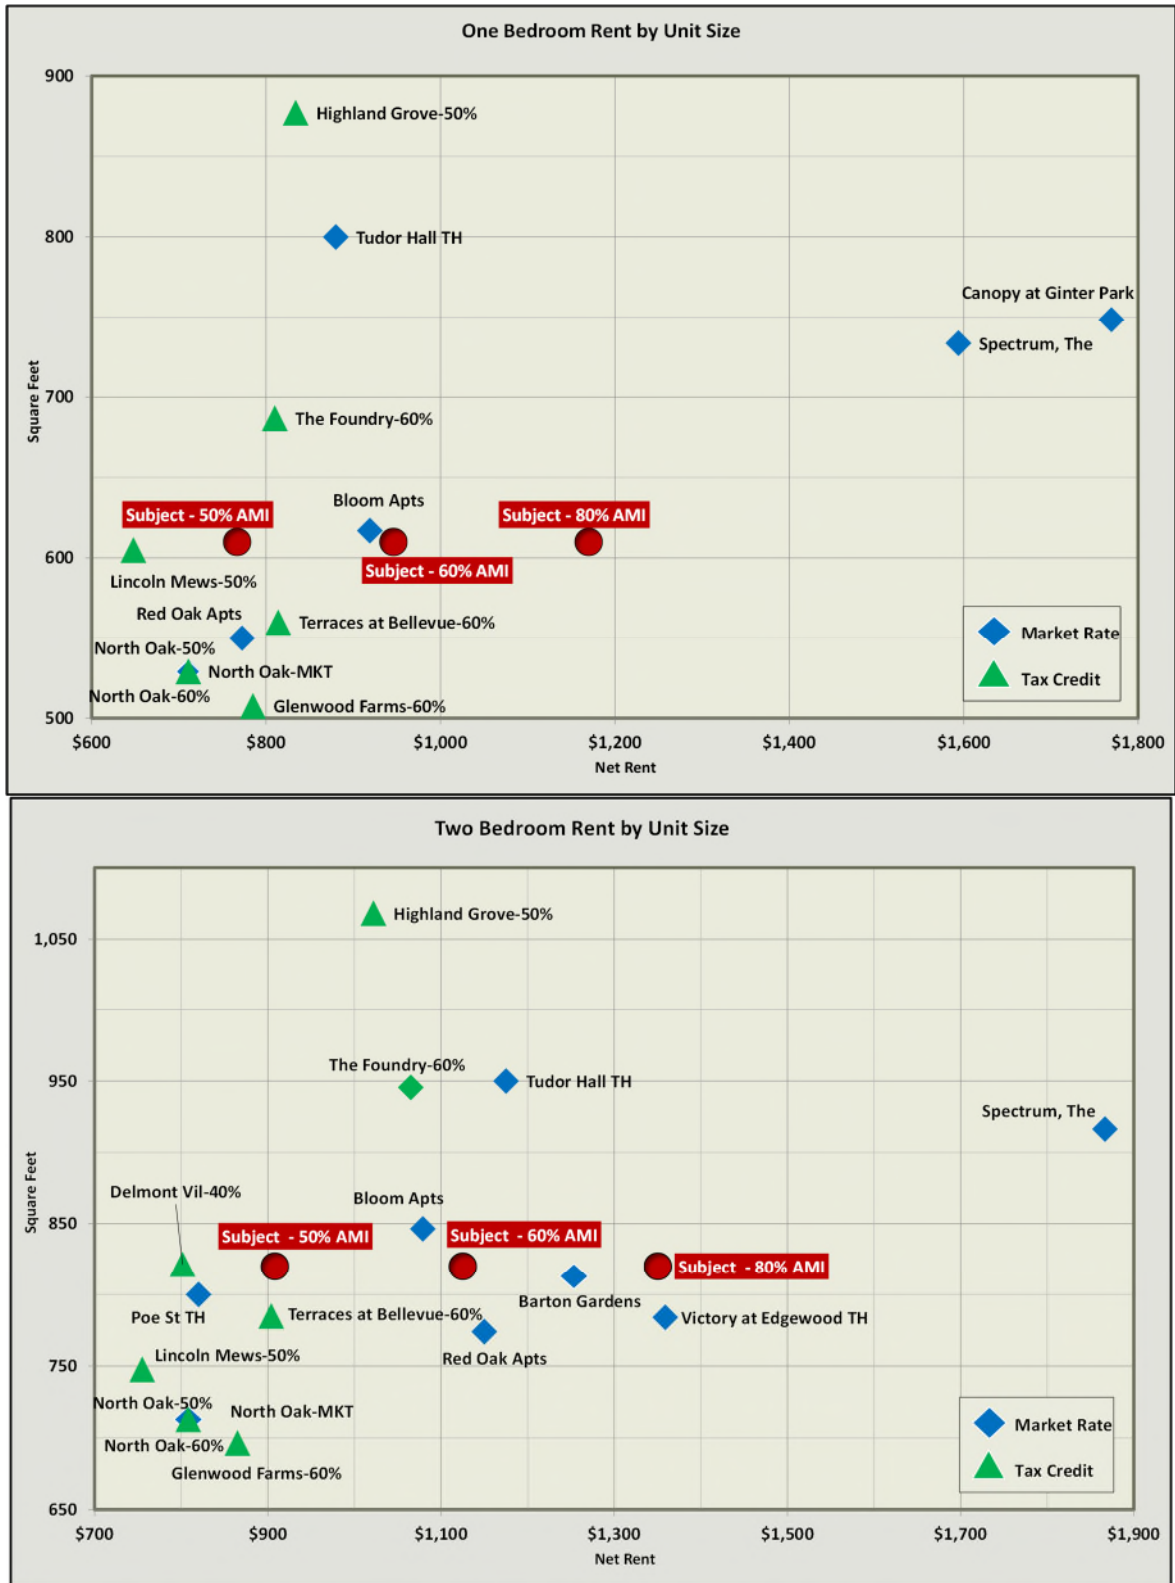 One Bedroom Rent by Unit Size
900
Highland Grove-50%
800
Tudor Hall TH
Canopy at Ginter Park
Spectrum, The
700
The Foundry-60%
Square Feet
Bloom Apts
Subject - 50% AMI
Subject - 80% AMI
600
Subject - 60% AMI
Lincoln Mews-50%
Red Oak Apts
Terraces at Bellevue-60%
North Oak-50%
North Oak-MKT
North Oak-60%
Glenwood Farms-60%
Market Rate
Tax Credit
500
$600
$800
$1,000
$1,200
$1,400
$1,600
$1,800
Net Rent
Two Bedroom Rent by Unit Size
Highland Grove-50%
1,050
The Foundry-60%
950
Tudor Hall TH
Spectrum, The
Square Feet
Delmont Vil-40%
Bloom Apts
850
Subject - 50% AMI
Subject - 60% AMI
Subject - 80% AMI
Barton Gardens
Poe St TH
Terraces at Bellevue-60%
Victory at Edgewood TH
Lincoln Mews-50%
Red Oak Apts
750
North Oak-50%
North Oak-MKT
North Oak-60%
Glenwood Farms-60%
Market Rate
Tax Credit
650
$700
$900
$1,100
$1,300
$1,500
$1,700
$1,900
Net Rent